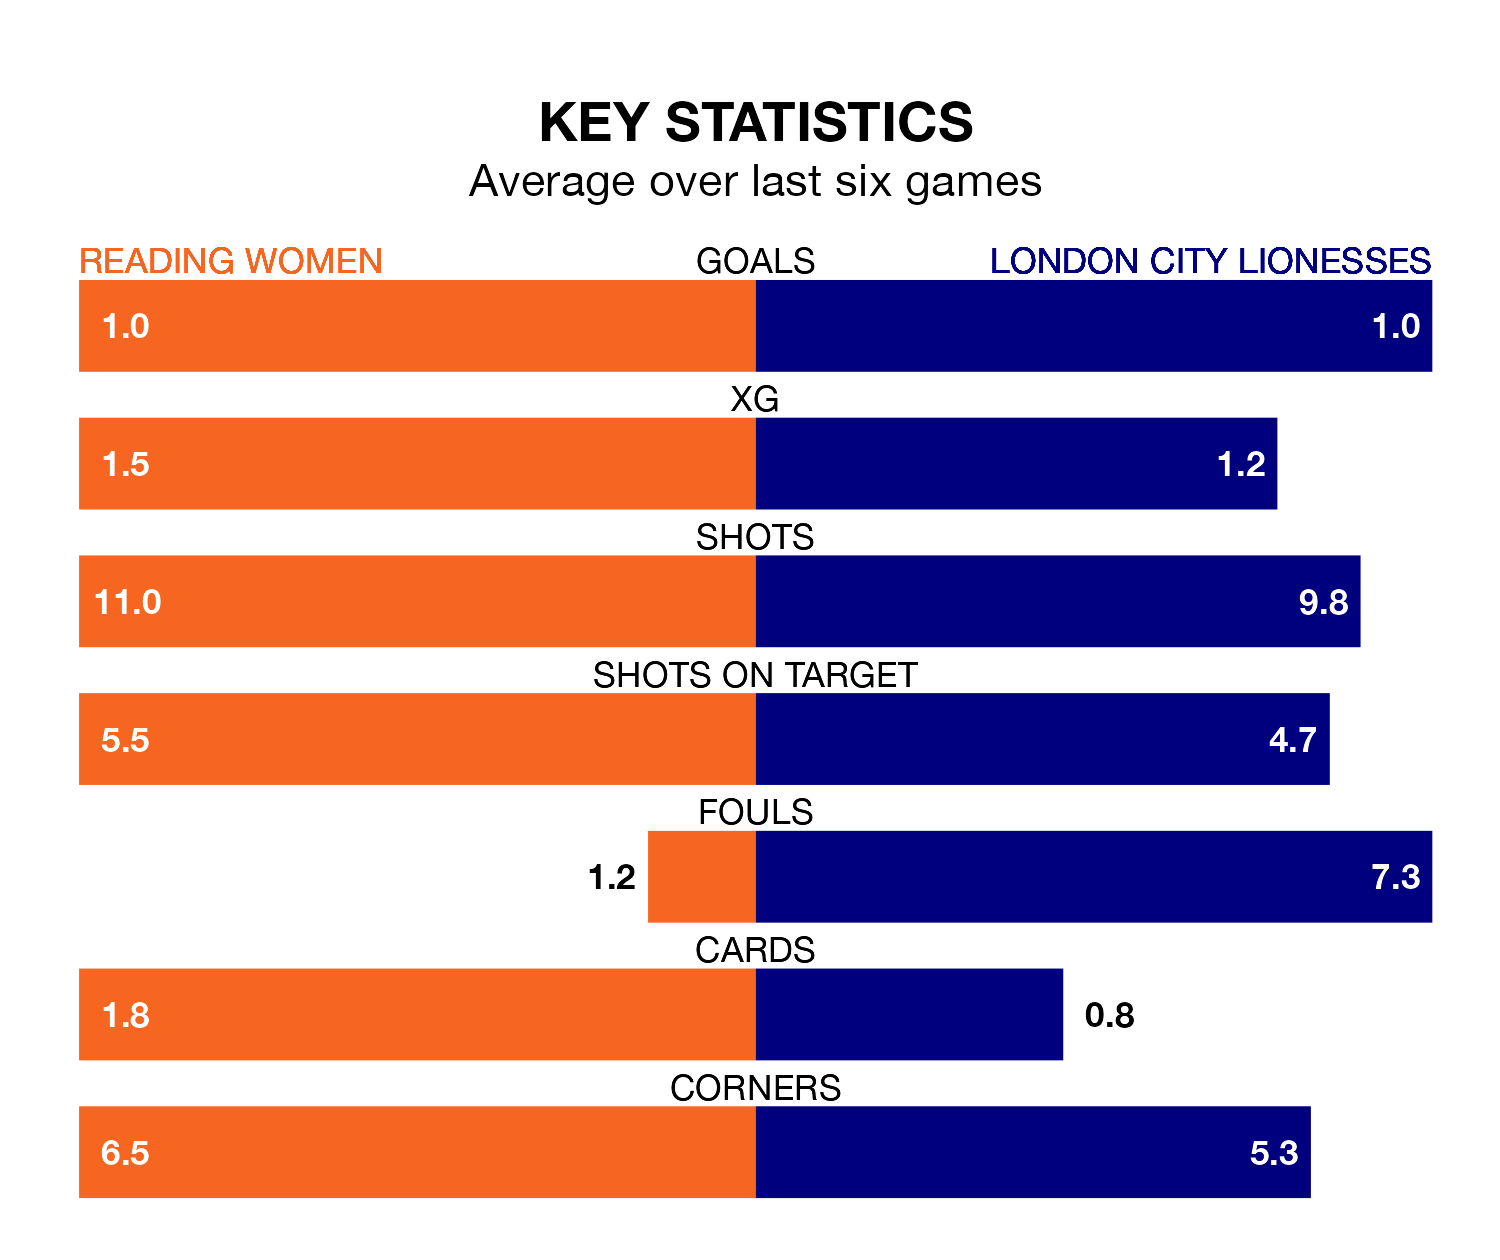 KEY STATISTICS
Average over last six games
READING WOMEN GOALS LONDON CITY LIONESSES
1.0 1.0
XG
1.5 1.2
SHOTS
11.0 9.8
SHOTS ON TARGET
5.5 4.7
FOULS
1.2 7.3
CARDS
1.8 0.8
CORNERS
6.5 5.3